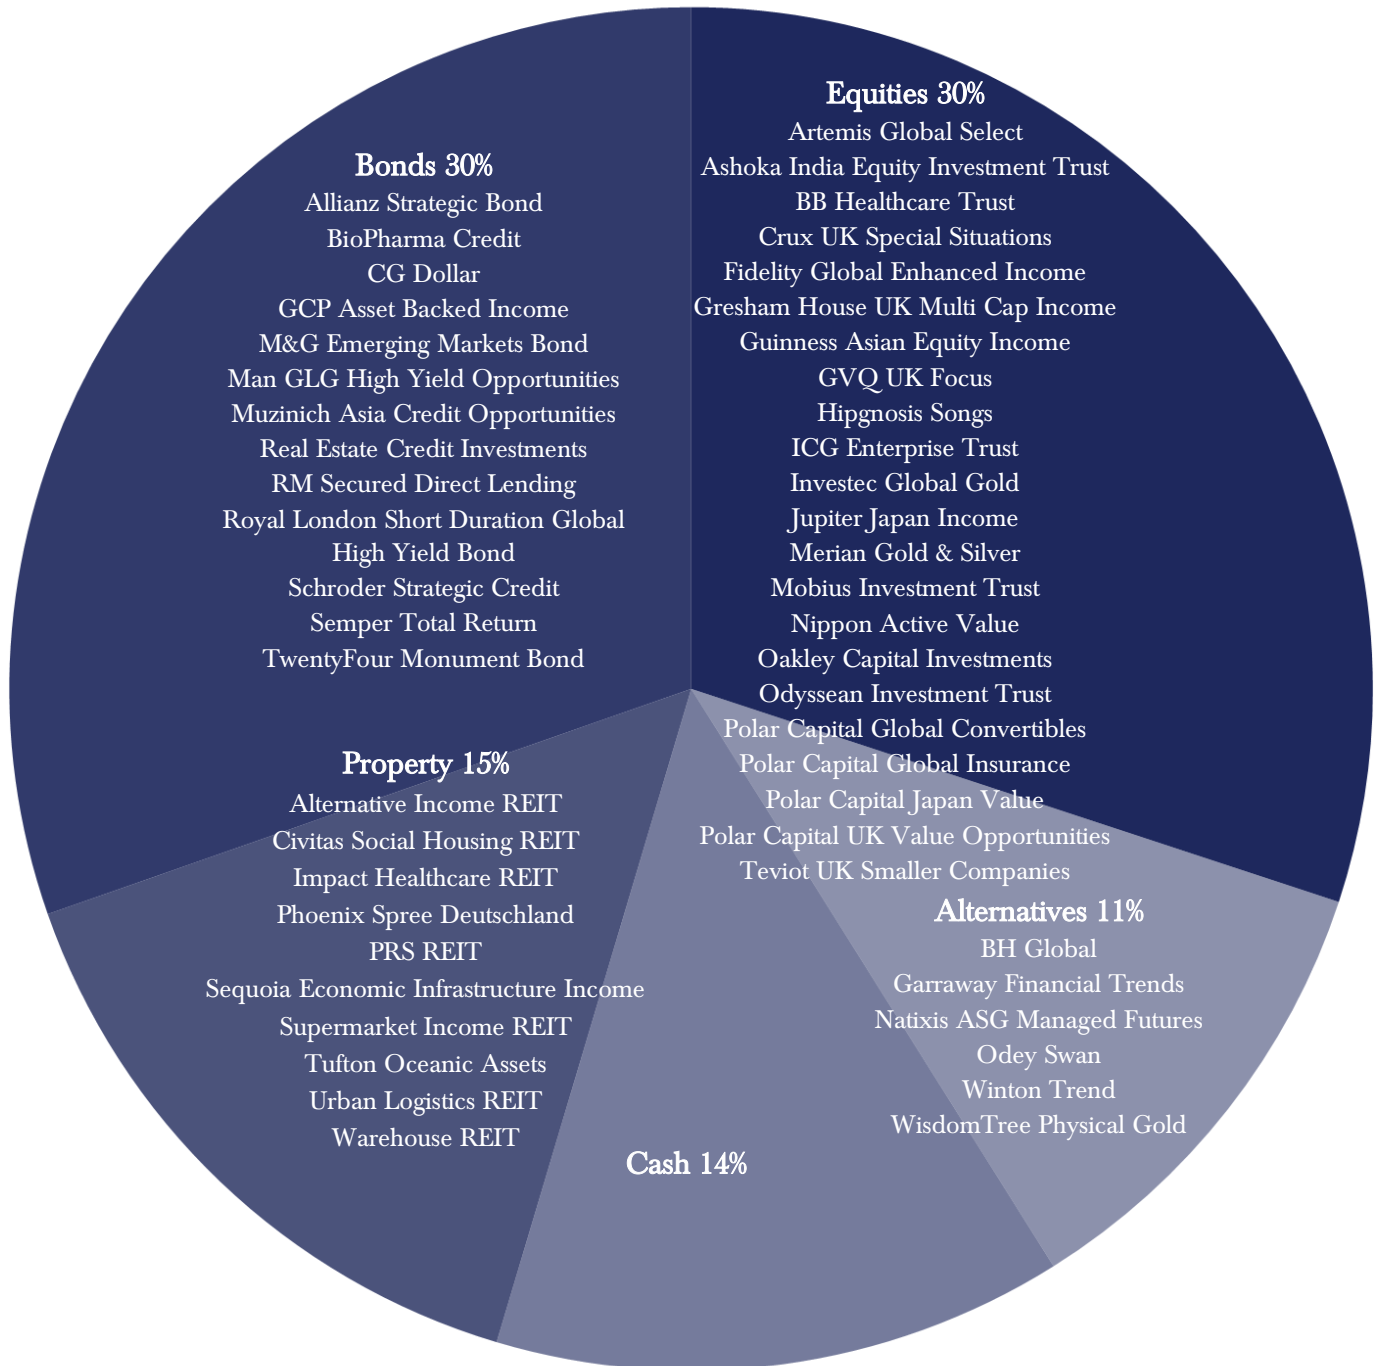 Equities 30%
Artemis Global Select
Ashoka India Equity Investment Trust
BB Healthcare Trust
Crux UK Special Situations
Fidelity Global Enhanced Income
Gresham House UK Multi Cap Income
Guinness Asian Equity Income
GVQ UK Focus
Hipgnosis Songs
ICG Enterprise Trust
Investec Global Gold
Jupiter Japan Income
Merian Gold & Silver
Mobius Investment Trust
Nippon Active Value
Oakley Capital Investments
Odyssean Investment Trust
Polar Capital Global Convertibles
Polar Capital Global Insurance
Polar Capital Japan Value
Polar Capital UK Value Opportunities
Teviot UK Smaller Companies
Alternatives 11%
BH Global
Garraway Financial Trends
Natixis ASG Managed Futures
Odey Swan
Winton Trend
WisdomTree Physical Gold
Cash 14%
Property 15%
Alternative Income REIT
Civitas Social Housing REIT
Impact Healthcare REIT
Phoenix Spree Deutschland
PRS REIT
Sequoia Economic Infrastructure Income
Supermarket Income REIT
Tufton Oceanic Assets
Urban Logistics REIT
Warehouse REIT
Bonds 30%
Allianz Strategic Bond
BioPharma Credit
CG Dollar
GCP Asset Backed Income
M&G Emerging Markets Bond
Man GLG High Yield Opportunities
Muzinich Asia Credit Opportunities
Real Estate Credit Investments
RM Secured Direct Lending
Royal London Short Duration Global
High Yield Bond
Schroder Strategic Credit
Semper Total Return
TwentyFour Monument Bond